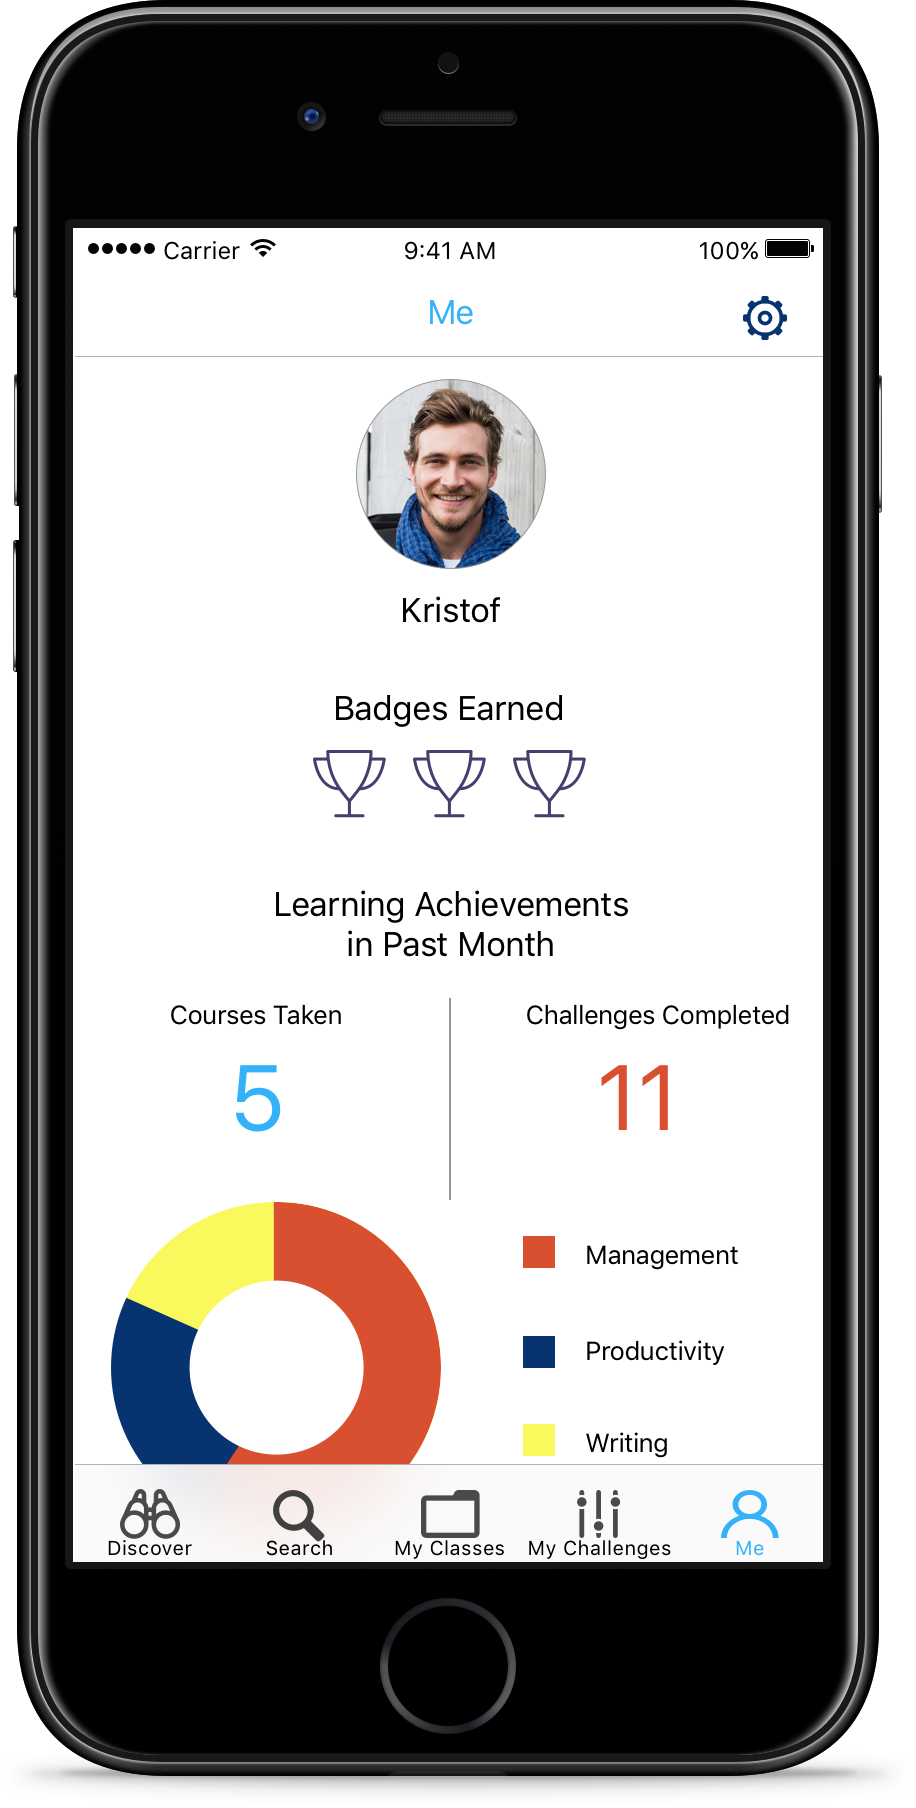 Carrier 9:41 AM 100%
Me
Kristof
Badges Earned
Learning Achievements
in Past Month
Courses Taken
5
Challenges Completed
11
Management
Productivity
Writing
Discover
Search
My Classes
My Challenges
Me